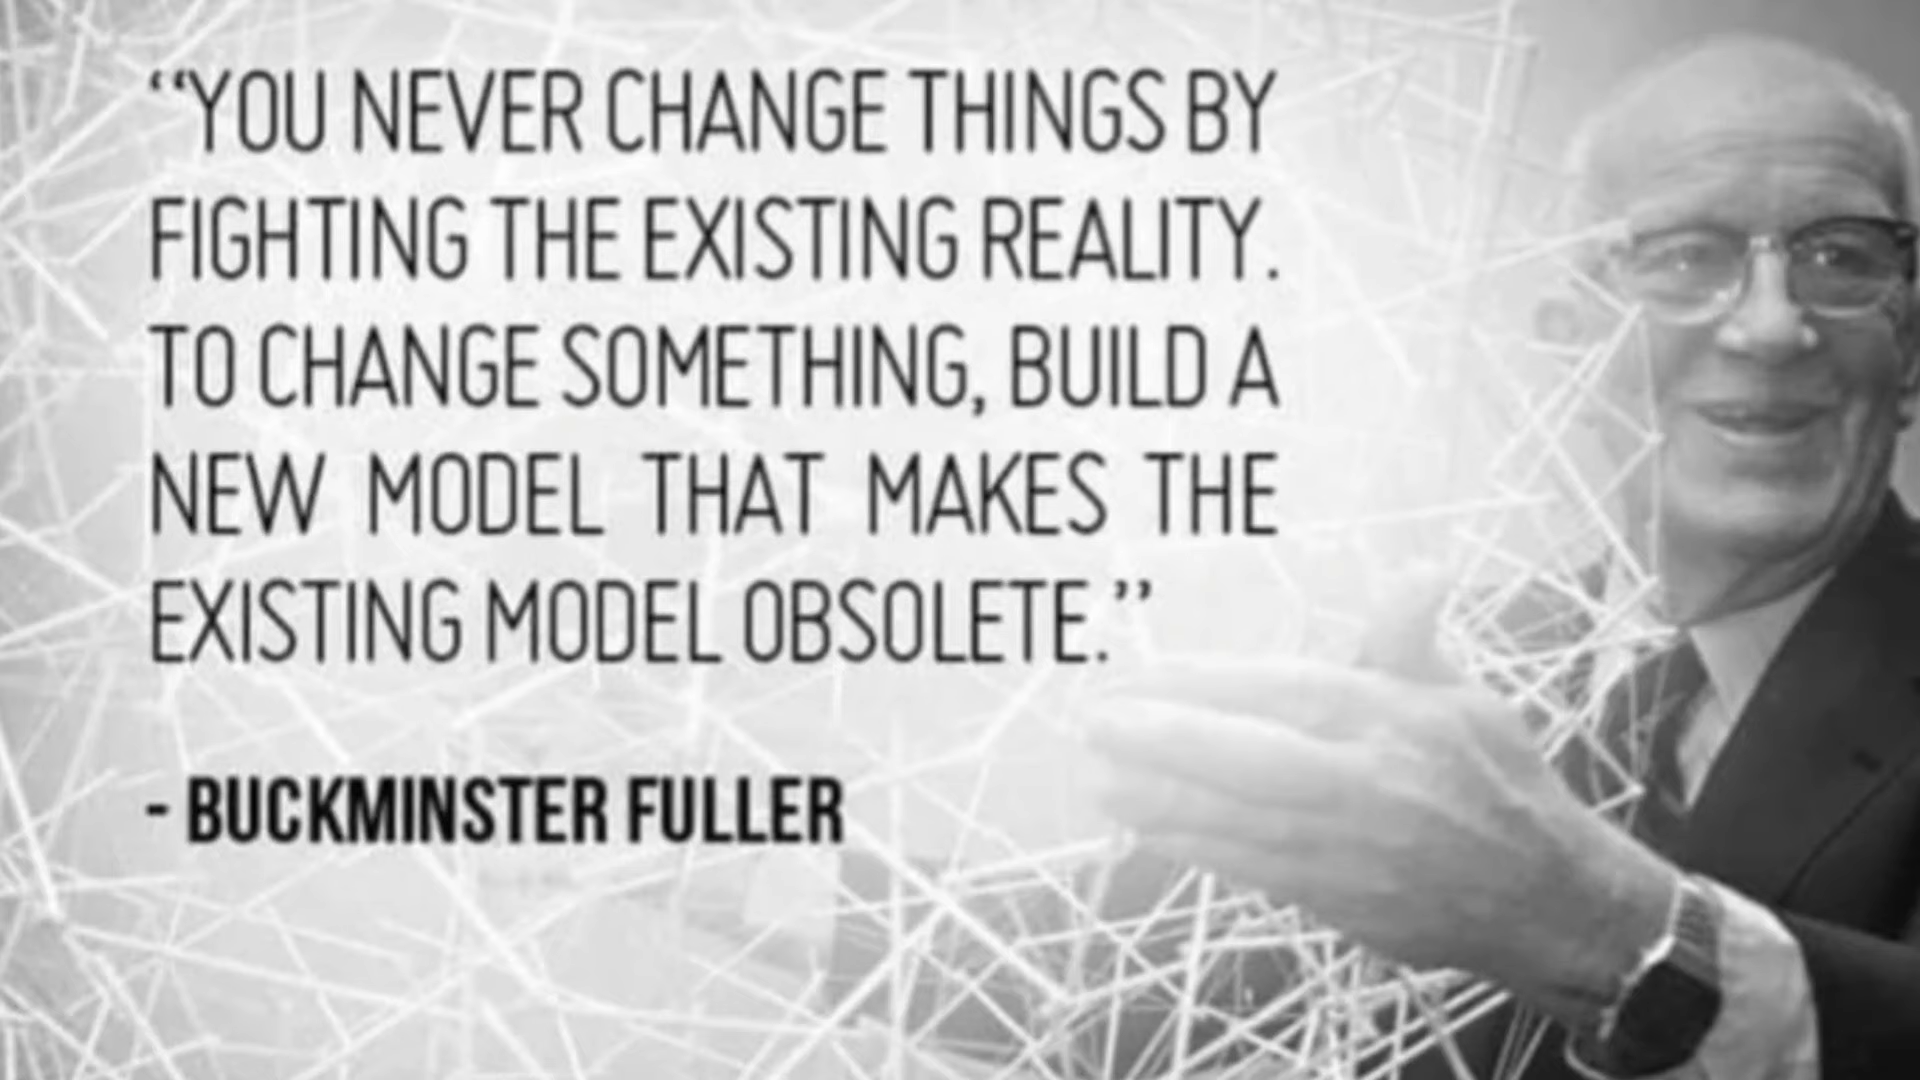 “YOU NEVER CHANGE THINGS BY
FIGHTING THE EXISTING REALITY.
TO CHANGE SOMETHING, BUILD A
NEW MODEL THAT MAKES THE
EXISTING MODEL OBSOLETE.”
- BUCKMINSTER FULLER